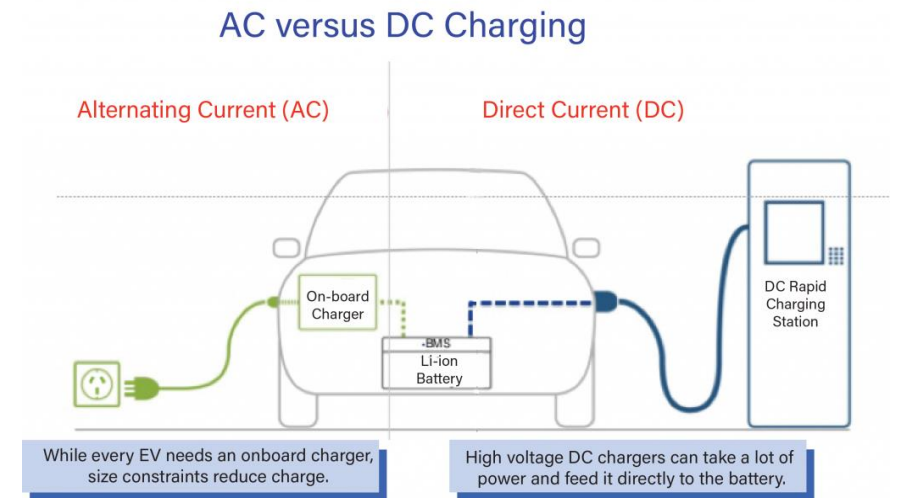 AC versus DC Charging
Alternating Current (AC)
Direct Current (DC)
On-board
Charger
DC Rapid
Charging
Station
-BMS
Li-ion
Battery
While every EV needs an onboard charger,
size constraints reduce charge.
High voltage DC chargers can take a lot of
power and feed it directly to the battery.